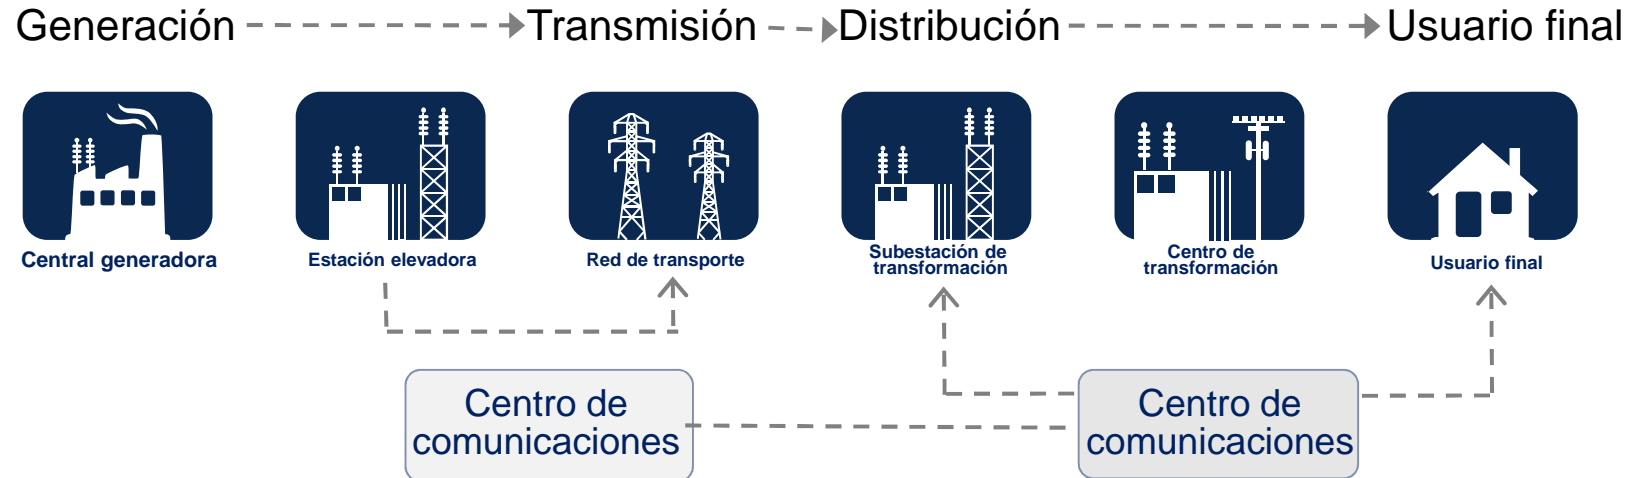 Generación Transmisión Distribución Usuario final
Central generadora
Estación elevadora
Red de transporte
Subestación de
transformación
Centro de
transformación
Usuario final
Centro de
comunicaciones
Centro de
comunicaciones